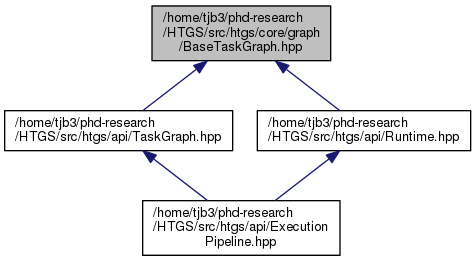 /home/tjb3/phd-research
/HTGS/src/htgs/core/graph
/BaseTaskGraph.hpp
/home/tjb3/phd-research
/HTGS/src/htgs/api/TaskGraph.hpp
/home/tjb3/phd-research
/HTGS/src/htgs/api/Runtime.hpp
/home/tjb3/phd-research
/HTGS/src/htgs/api/Execution
Pipeline.hpp